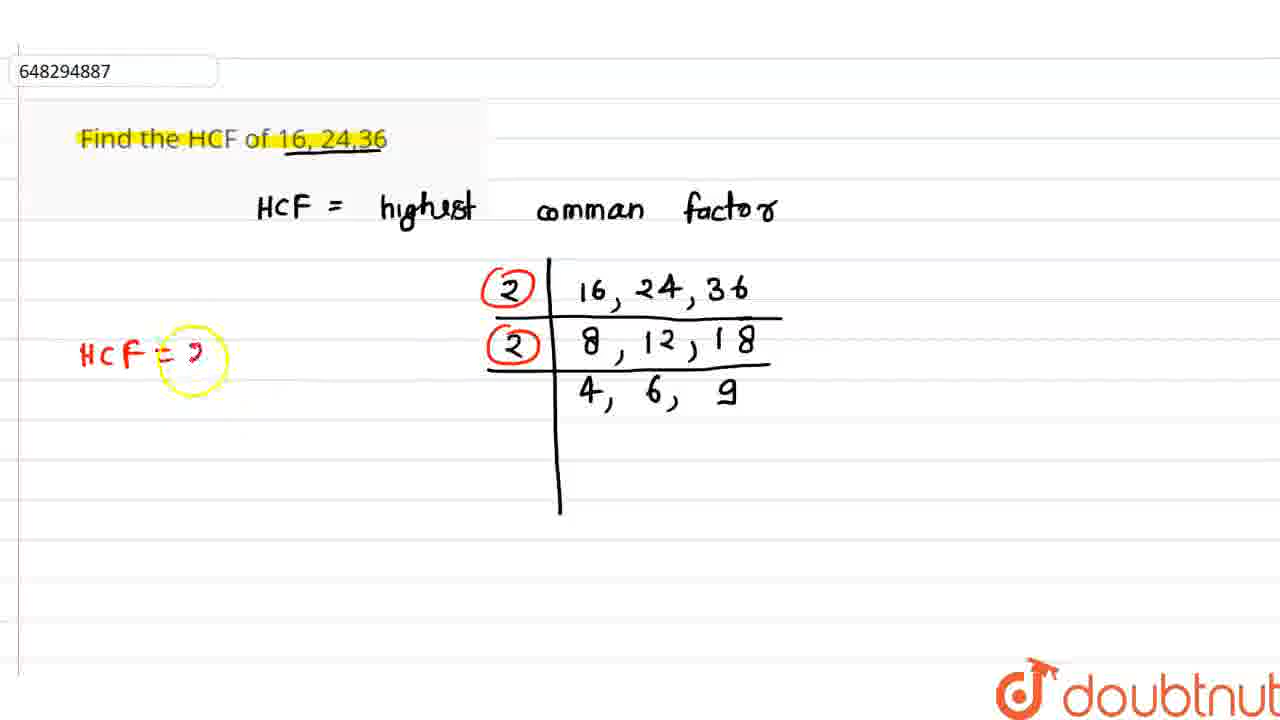 648294887
Find the HCF of 16, 24,36
HCF = highest comman factor
2 16, 24, 36
2 8, 12, 18
4, 6, 9
HCF = 2
doubtnut